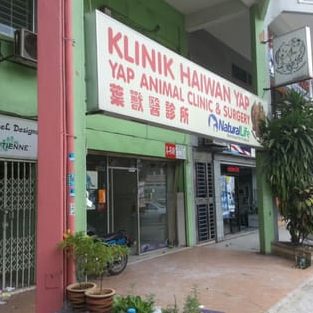 KLINIK HAIWAN YAP
YAP ANIMAL CLINIC & SURGERY
葉獸醫診所
NaturalLife